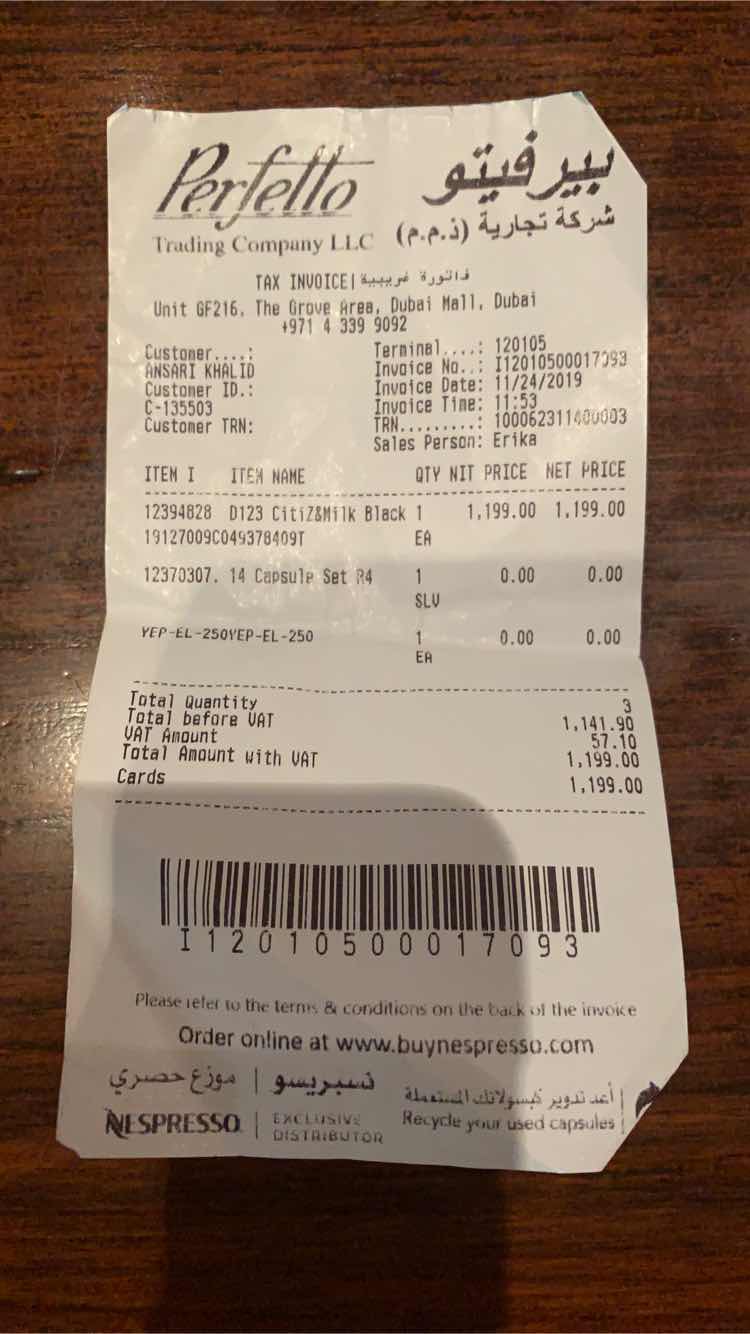 Perfetto
بيرفيتو
Trading Company LLC
شركة تجارية (ذ.م.م)
TAX INVOICE| فاتورة ضريبية
Unit GF216, The Grove Area, Dubai Mall, Dubai
+971 4 339 9092
Customer....:
ANSARI KHALID
Customer ID.:
C-135503
Customer TRN:
Terminal....: 120105
Invoice No..: I12010500017093
Invoice Date: 11/24/2019
Invoice Time: 11:53
TRN.........: 100062311400003
Sales Person: Erika
ITEM I ITEM NAME QTY NIT PRICE NET PRICE
12394828 D123 CitiZ&Milk Black 1 1,199.00 1,199.00
19127009C049378409T EA
12370307. 14 Capsule Set R4 1 0.00 0.00
SLV
YEP-EL-250YEP-EL-250 1 0.00 0.00
EA
Total Quantity 3
Total before VAT 1,141.90
VAT Amount 57.10
Total Amount with VAT 1,199.00
Cards 1,199.00
I12010500017093
Please refer to the terms & conditions on the back of the invoice
Order online at www.buynespresso.com
نسبريسو | موزع حصري
NESPRESSO | EXCLUSIVE DISTRIBUTOR
أعد تدوير كبسولاتك المستعملة
Recycle your used capsules